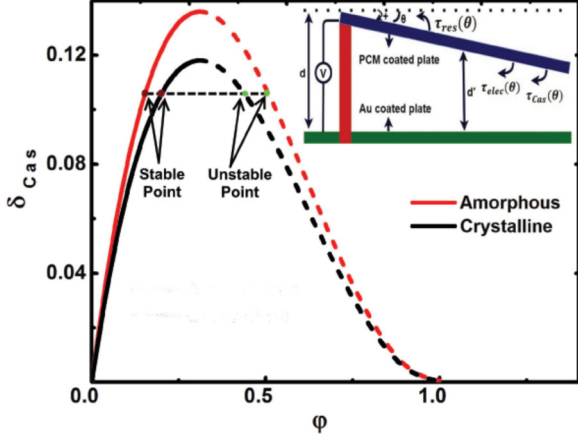 0.12
0.08
0.04
0.0
0.5
1.0
δ Cas
φ
Stable
Point
Unstable
Point
Amorphous
Crystalline
d
V
+ θ
τres(θ)
PCM coated plate
Au coated plate
d'
τelec(θ)
τCas(θ)